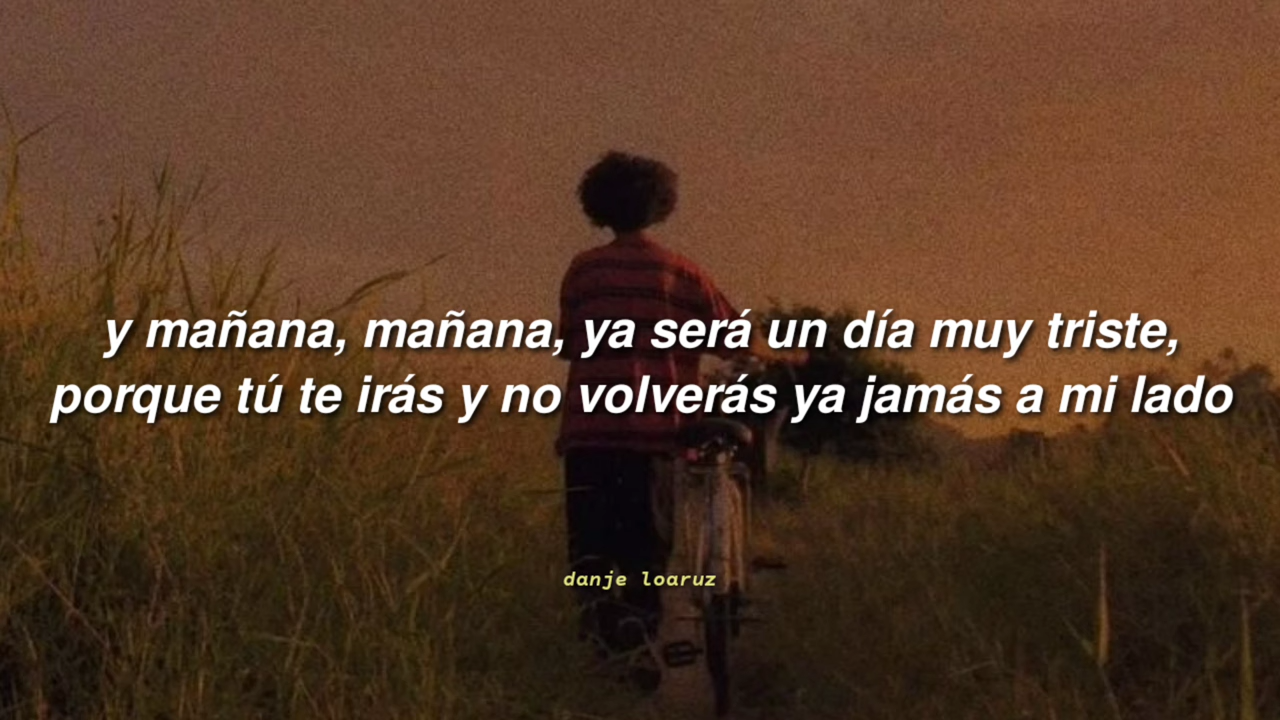 y mañana, mañana, ya será un día muy triste,
porque tú te irás y no volverás ya jamás a mi lado
danje loaruz